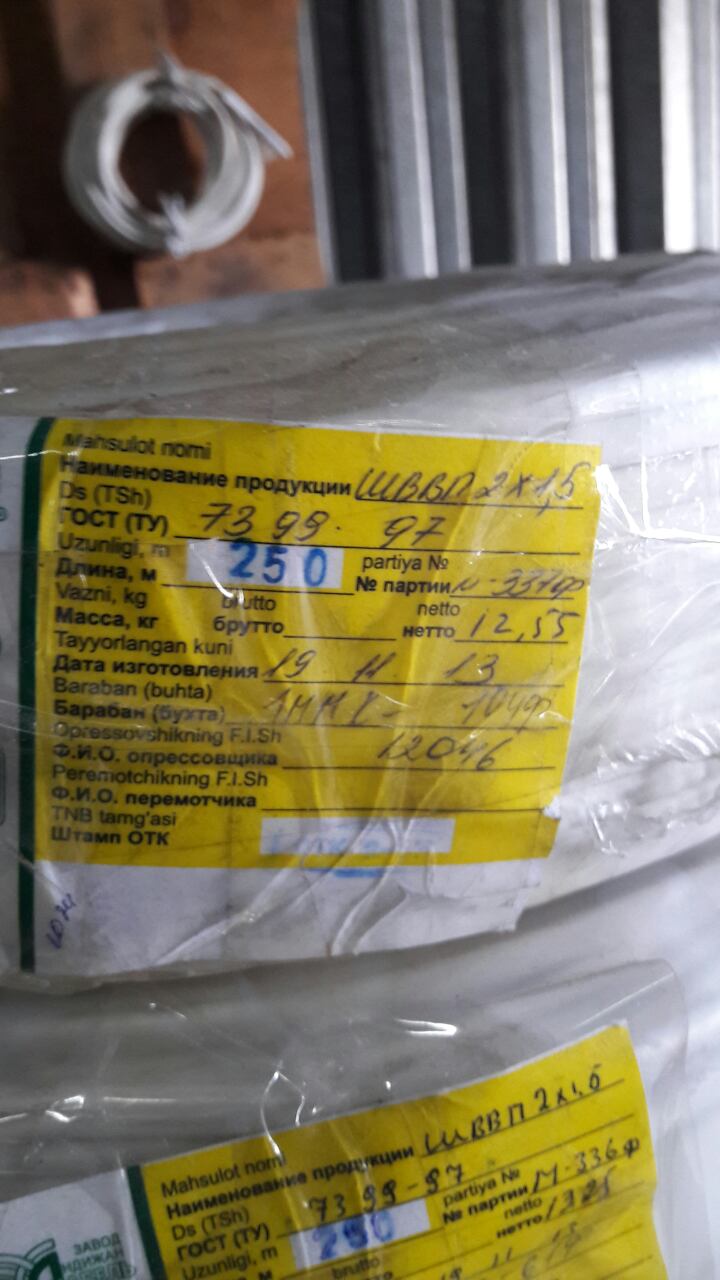 Mahsulot nomi
Наименование продукции ШВВП 2х1,5
Ds (TSh)
ГОСТ (ТУ) 7399. 97
Uzunligi, m 250 partiya №
Длина, м № партии м-337ф
Vazni, kg brutto netto
Масса, кг брутто нетто 12,55
Tayyorlangan kuni
Дата изготовления 19 11. 13
Baraban (buhta)
Барабан (бухта)
Opressovshikning F.I.Sh
Ф.И.О. опрессовщика 12046
Peremotchikning F.I.Sh
Ф.И.О. перемотчика
TNB tamg'asi
Штамп ОТК
Mahsulot nomi
Наименование продукции ШВВП 2х1,5
Ds (TSh)
ГОСТ (ТУ) 7399-97 partiya №
Uzunligi, m № партии М-336ф
netto
нетто
brutto
ЗАВОД